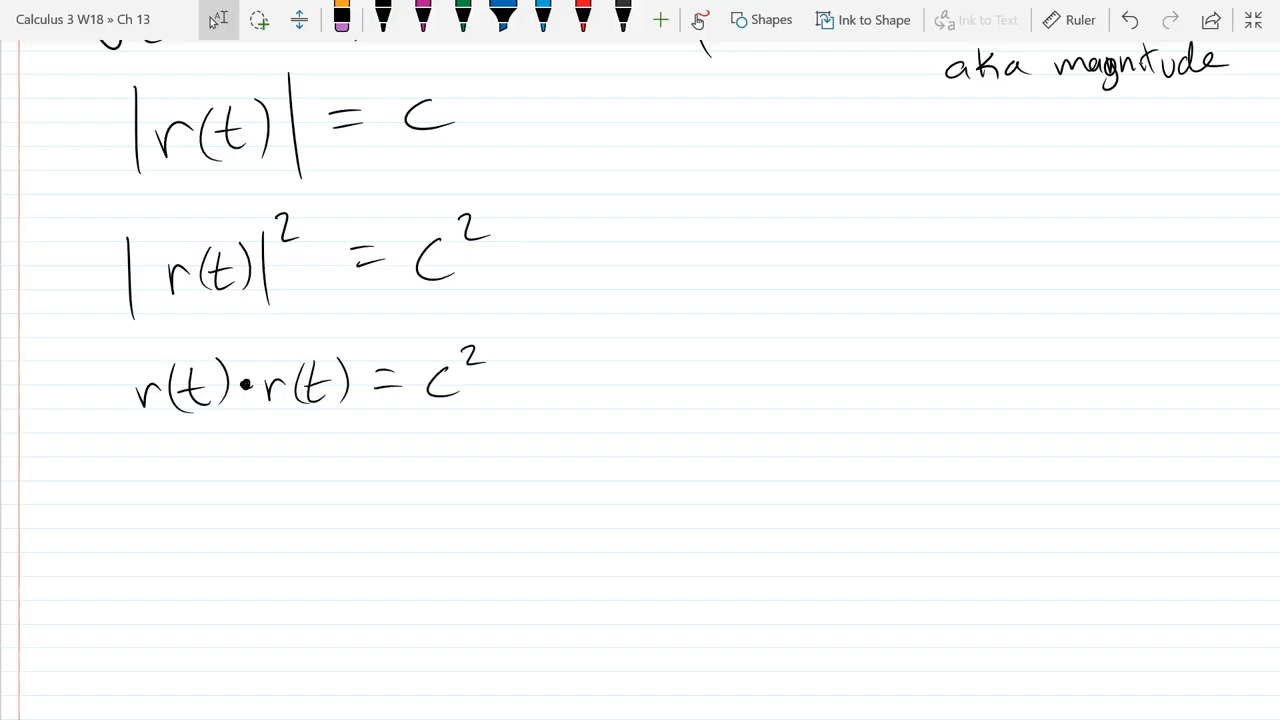 Calculus 3 W18 » Ch 13
Shapes
Ink to Shape
Ink to Text
Ruler
aka magnitude
|r(t)| = c
|r(t)|² = c²
r(t)•r(t) = c²